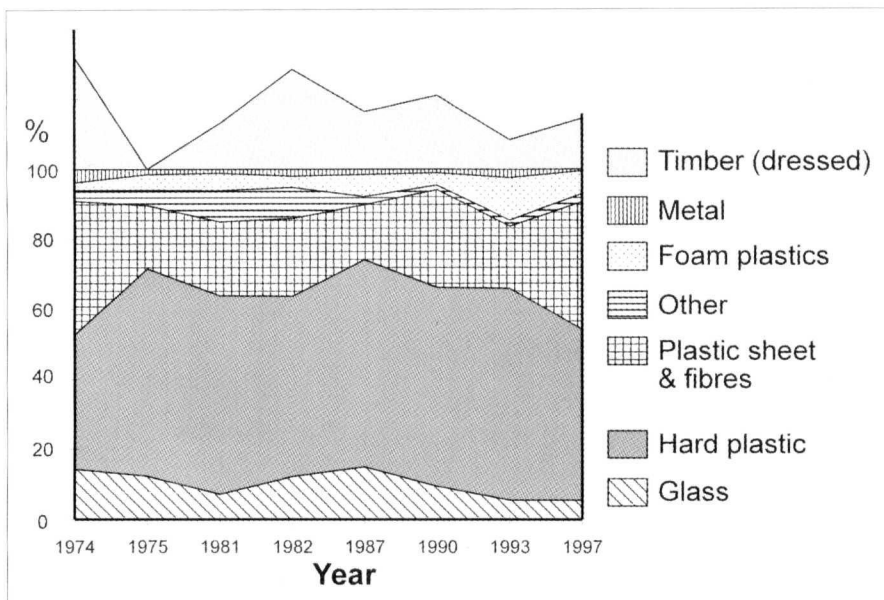 %
100
80
60
40
20
0
1974 1975 1981 1982 1987 1990 1993 1997
Year
Timber (dressed)
Metal
Foam plastics
Other
Plastic sheet
& fibres
Hard plastic
Glass